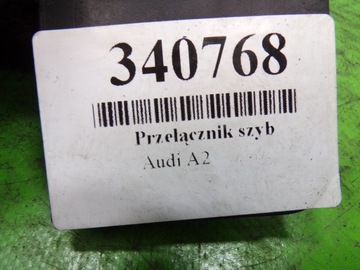 340768
Przełącznik szyb
Audi A2